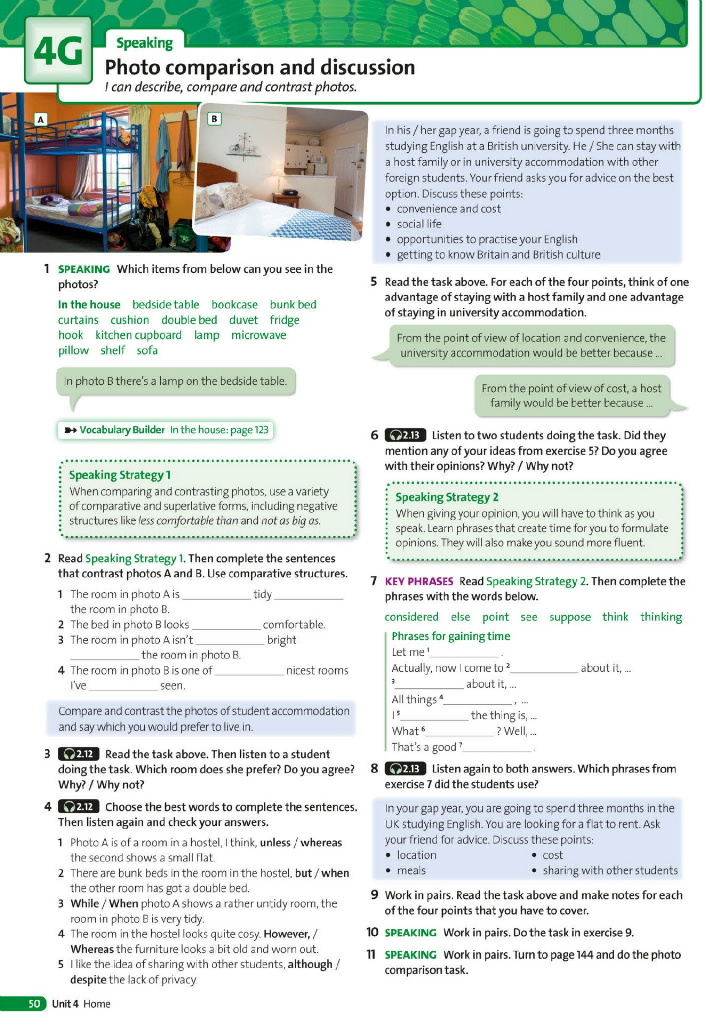 4G
Speaking
Photo comparison and discussion
I can describe, compare and contrast photos.
A
B
1 SPEAKING Which items from below can you see in the
photos?
In the house bedside table bookcase bunk bed
curtains cushion double bed duvet fridge
hook kitchen cupboard lamp microwave
pillow shelf sofa
In photo B there's a lamp on the bedside table.
Vocabulary Builder In the house: page 123
Speaking Strategy 1
When comparing and contrasting photos, use a variety
of comparative and superlative forms, including negative
structures like less comfortable than and not as big as.
2 Read Speaking Strategy 1. Then complete the sentences
that contrast photos A and B. Use comparative structures.
1 The room in photo A is ____________ tidy ____________
the room in photo B.
2 The bed in photo B looks ____________ comfortable.
3 The room in photo A isn't ____________ bright
____________ the room in photo B.
4 The room in photo B is one of ____________ nicest rooms
I've ____________ seen.
Compare and contrast the photos of student accommodation
and say which you would prefer to live in.
3 2.12 Read the task above. Then listen to a student
doing the task. Which room does she prefer? Do you agree?
Why? / Why not?
4 2.12 Choose the best words to complete the sentences.
Then listen again and check your answers.
1 Photo A is of a room in a hostel, I think, unless / whereas
the second shows a small flat.
2 There are bunk beds in the room in the hostel, but / when
the other room has got a double bed.
3 While / When photo A shows a rather untidy room, the
room in photo B is very tidy.
4 The room in the hostel looks quite cosy. However, /
Whereas the furniture looks a bit old and worn out.
5 I like the idea of sharing with other students, although /
despite the lack of privacy.
In his / her gap year, a friend is going to spend three months
studying English at a British university. He / She can stay with
a host family or in university accommodation with other
foreign students. Your friend asks you for advice on the best
option. Discuss these points:
• convenience and cost
• social life
• opportunities to practise your English
• getting to know Britain and British culture
5 Read the task above. For each of the four points, think of one
advantage of staying with a host family and one advantage
of staying in university accommodation.
From the point of view of location and convenience, the
university accommodation would be better because ...
From the point of view of cost, a host
family would be better because ...
6 2.13 Listen to two students doing the task. Did they
mention any of your ideas from exercise 5? Do you agree
with their opinions? Why? / Why not?
Speaking Strategy 2
When giving your opinion, you will have to think as you
speak. Learn phrases that create time for you to formulate
opinions. They will also make you sound more fluent.
7 KEY PHRASES Read Speaking Strategy 2. Then complete the
phrases with the words below.
considered else point see suppose think thinking
Phrases for gaining time
Let me 1____________ .
Actually, now I come to 2____________ about it, ...
3____________ about it, ...
All things 4____________ , ...
I 5____________ the thing is, ...
What 6____________ ? Well, ...
That's a good 7____________ .
8 2.13 Listen again to both answers. Which phrases from
exercise 7 did the students use?
In your gap year, you are going to spend three months in the
UK studying English. You are looking for a flat to rent. Ask
your friend for advice. Discuss these points:
• location • cost
• meals • sharing with other students
9 Work in pairs. Read the task above and make notes for each
of the four points that you have to cover.
10 SPEAKING Work in pairs. Do the task in exercise 9.
11 SPEAKING Work in pairs. Turn to page 144 and do the photo
comparison task.
50 Unit 4 Home